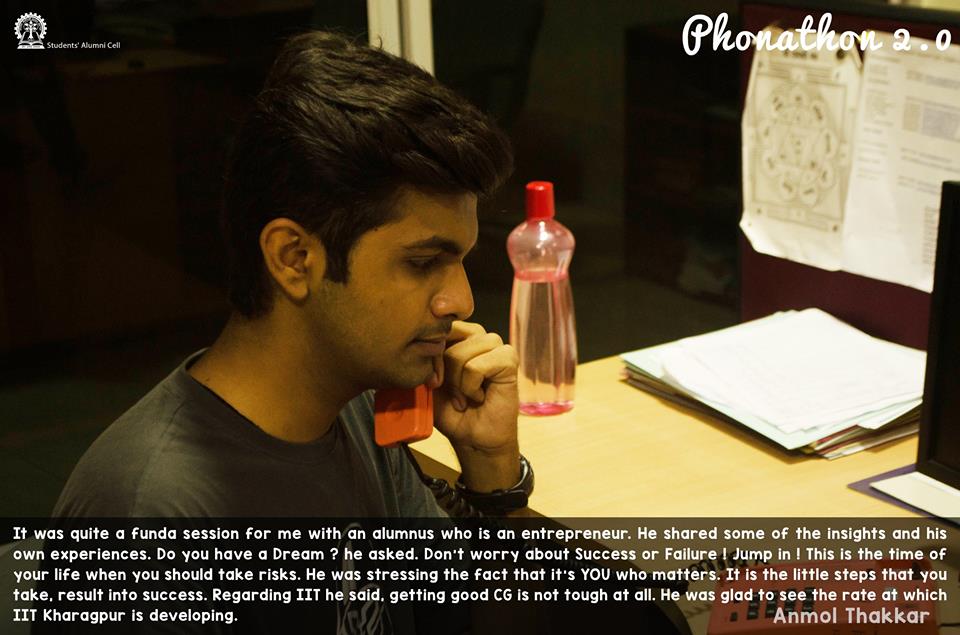 Students' Alumni Cell
Phonathon 2.0
It was quite a funda session for me with an alumnus who is an entrepreneur. He shared some of the insights and his
own experiences. Do you have a Dream ? he asked. Don't worry about Success or Failure ! Jump in ! This is the time of
your life when you should take risks. He was stressing the fact that it's YOU who matters. It is the little steps that you
take, result into success. Regarding IIT he said, getting good CG is not tough at all. He was glad to see the rate at which
IIT Kharagpur is developing.
Anmol Thakkar